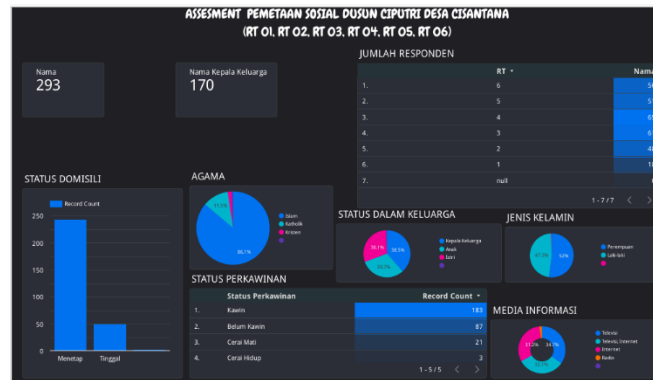 ASSESMENT PEMETAAN SOSIAL DUSUN CIPUTRI DESA CISANTANA
(RT 01, RT 02, RT 03, RT 04, RT 05, RT 06)
Nama
293
Nama Kepala Keluarga
170
JUMLAH RESPONDEN
RT Nama
1. 6
2. 5
3. 4
4. 3
5. 2
6. 1
7. null
1 - 7 / 7
STATUS DOMISILI
Record Count
250
200
150
100
50
0
Menetap Tinggal
AGAMA
86,1%
Islam
Katholik
Kristen
STATUS DALAM KELUARGA
Kepala Keluarga
Anak
Istri
JENIS KELAMIN
Perempuan
Laki-laki
STATUS PERKAWINAN
Status Perkawinan Record Count
1. Kawin 183
2. Belum Kawin 87
3. Cerai Mati 21
4. Cerai Hidup 3
1 - 5 / 5
MEDIA INFORMASI
Televisi
Televisi, Internet
Internet
Radio